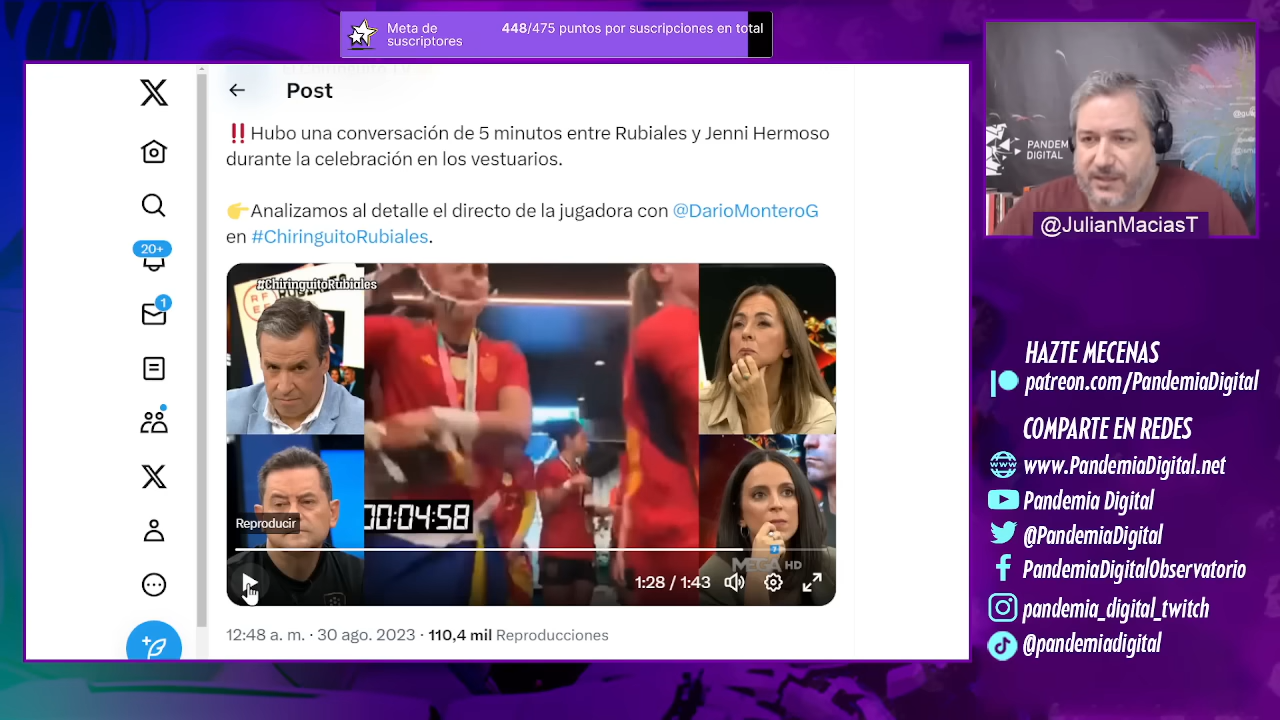 Meta de
suscriptores
448/475 puntos por suscripciones en total
Post
‼️Hubo una conversación de 5 minutos entre Rubiales y Jenni Hermoso
durante la celebración en los vestuarios.
👉Analizamos al detalle el directo de la jugadora con @DarioMonteroG
en #ChiringuitoRubiales.
20+
1
#ChiringuitoRubiales
00:04:58
Reproducir
MEGA HD
1:28 / 1:43
12:48 a. m. · 30 ago. 2023 · 110,4 mil Reproducciones
PANDEM
DIGITAL
@JulianMaciasT
HAZTE MECENAS
patreon.com/PandemiaDigital
COMPARTE EN REDES
www.PandemiaDigital.net
Pandemia Digital
@PandemiaDigital
PandemiaDigitalObservatorio
pandemia_digital_twitch
@pandemiadigital